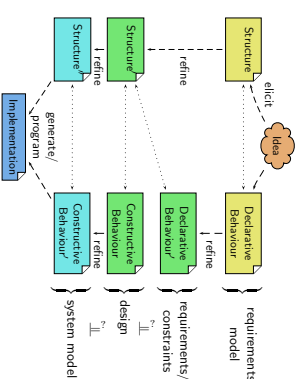 Idea
elicit
Structure
Declarative
Behaviour
requirements
model
refine
refine
Declarative
Behaviour'
requirements/
constraints
Structure'
Constructive
Behaviour
design
refine
refine
Structure''
Constructive
Behaviour'
system model
generate/
program
Implementation